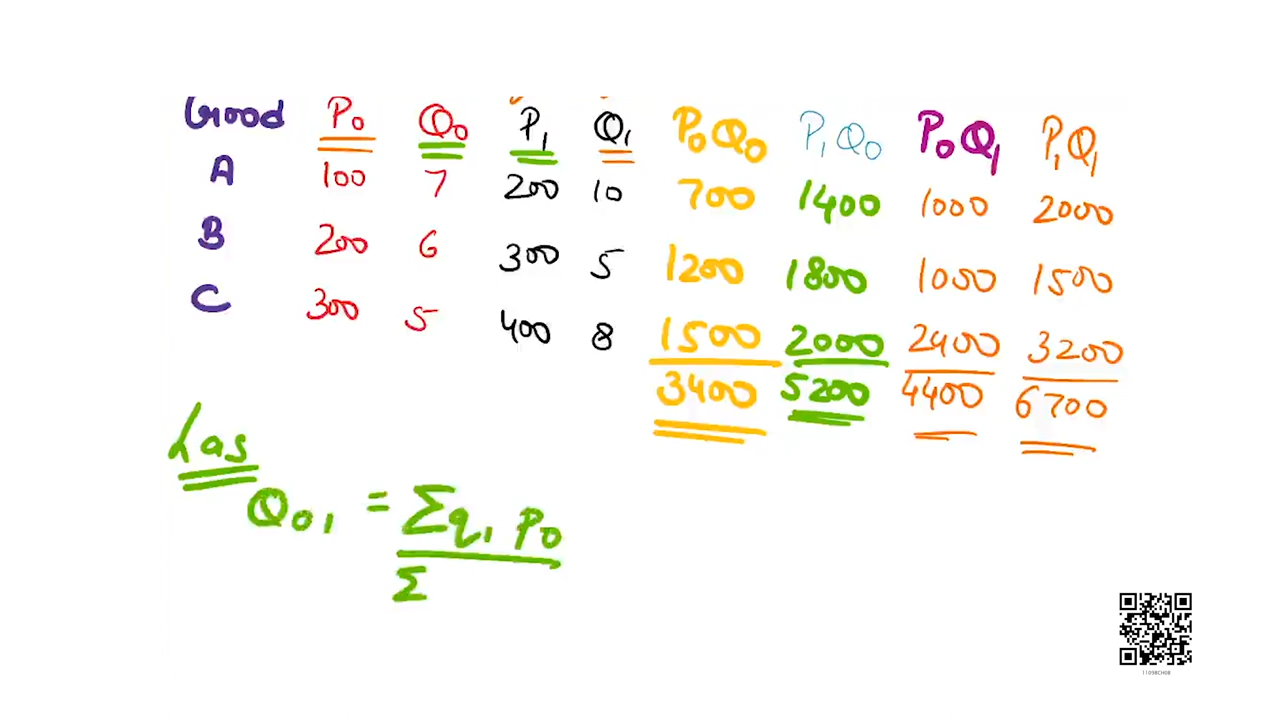 Good P₀ Q₀ P₁ Q₁ P₀Q₀ P₁Q₀ P₀Q₁ P₁Q₁
A 100 7 200 10 700 1400 1000 2000
B 200 6 300 5 1200 1800 1000 1500
C 300 5 400 8 1500 2000 2400 3200
3400 5200 4400 6700
Las
Q₀₁ = Σq₁ p₀
Σ
11098CH08